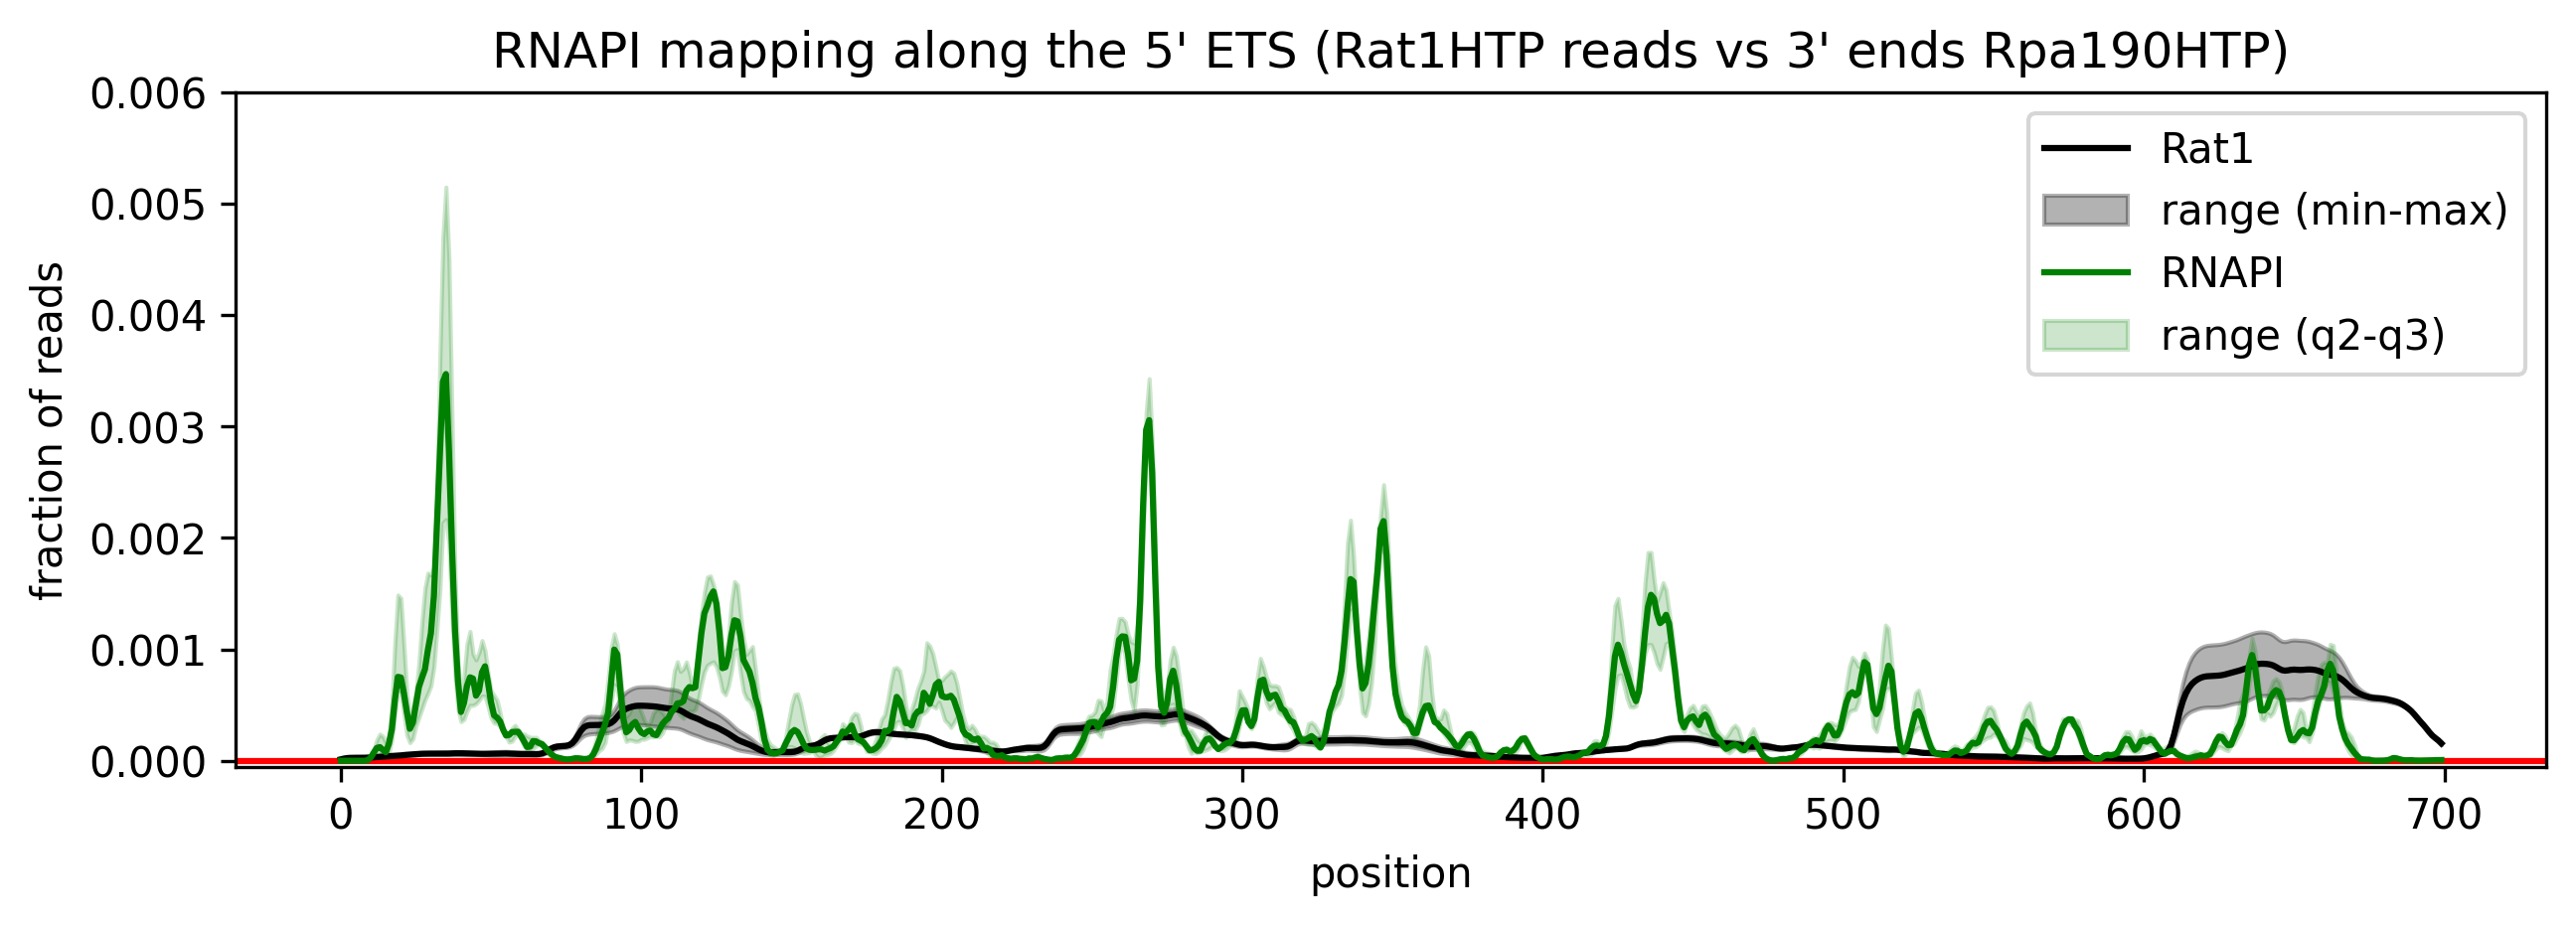 RNAPI mapping along the 5' ETS (Rat1HTP reads vs 3' ends Rpa190HTP)
0.006
0.005
0.004
0.003
0.002
0.001
0.000
fraction of reads
Rat1
range (min-max)
RNAPI
range (q2-q3)
0 100 200 300 400 500 600 700
position